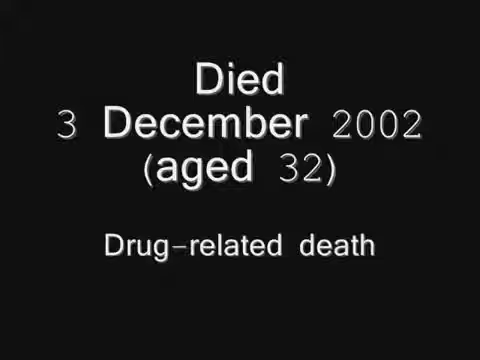 Died
3 December 2002
(aged 32)
Drug-related death